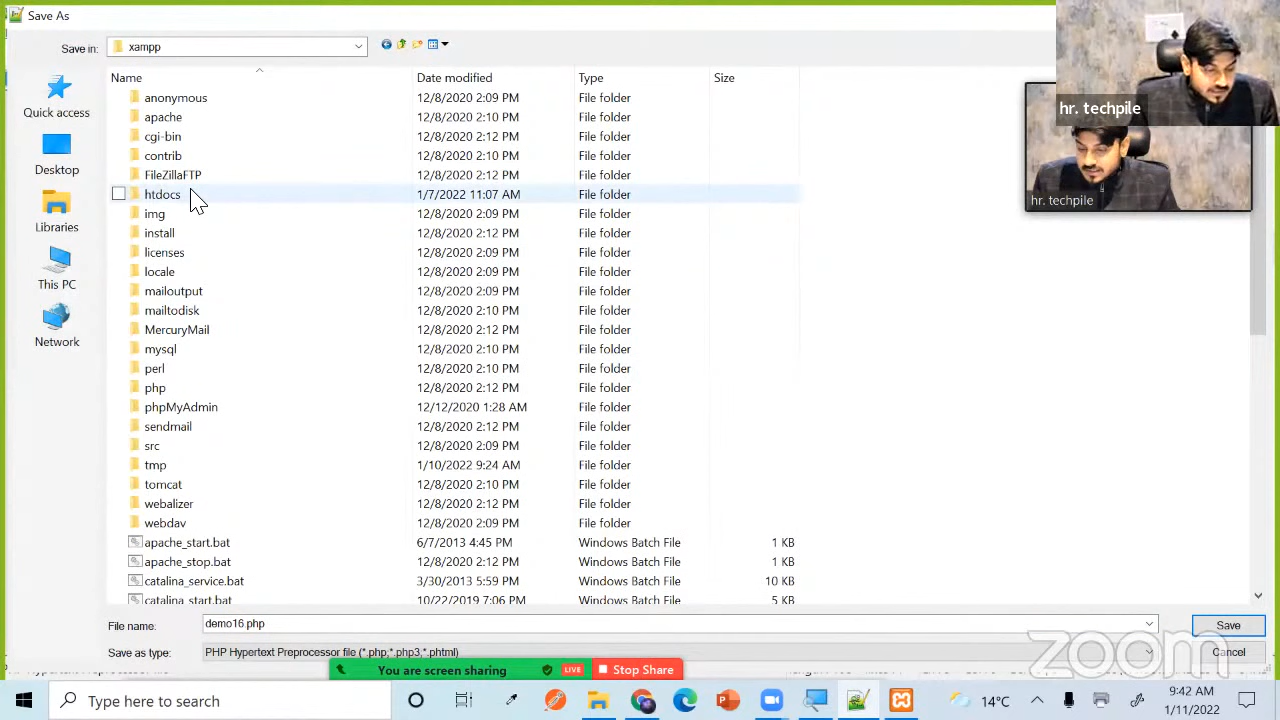 Save As
Save in: xampp
Name Date modified Type Size
anonymous 12/8/2020 2:09 PM File folder
apache 12/8/2020 2:10 PM File folder
cgi-bin 12/8/2020 2:12 PM File folder
contrib 12/8/2020 2:10 PM File folder
FileZillaFTP 12/8/2020 2:12 PM File folder
htdocs 1/7/2022 11:07 AM File folder
img 12/8/2020 2:09 PM File folder
install 12/8/2020 2:12 PM File folder
licenses 12/8/2020 2:09 PM File folder
locale 12/8/2020 2:09 PM File folder
mailoutput 12/8/2020 2:09 PM File folder
mailtodisk 12/8/2020 2:09 PM File folder
MercuryMail 12/8/2020 2:12 PM File folder
mysql 12/8/2020 2:10 PM File folder
perl 12/8/2020 2:10 PM File folder
php 12/8/2020 2:12 PM File folder
phpMyAdmin 12/12/2020 1:28 AM File folder
sendmail 12/8/2020 2:12 PM File folder
src 12/8/2020 2:09 PM File folder
tmp 1/10/2022 9:24 AM File folder
tomcat 12/8/2020 2:10 PM File folder
webalizer 12/8/2020 2:12 PM File folder
webdav 12/8/2020 2:09 PM File folder
apache_start.bat 6/7/2013 4:45 PM Windows Batch File 1 KB
apache_stop.bat 12/8/2020 2:12 PM Windows Batch File 1 KB
catalina_service.bat 3/30/2013 5:59 PM Windows Batch File 10 KB
catalina_start.bat 10/22/2019 7:06 PM Windows Batch File 5 KB
Quick access
Desktop
Libraries
This PC
Network
hr. techpile
hr. techpile
File name: demo16.php Save
Save as type: PHP Hypertext Preprocessor file (*.php;*.php3;*.phtml) Cancel
zoom
You are screen sharing LIVE Stop Share
Type here to search
14°C
9:42 AM
1/11/2022